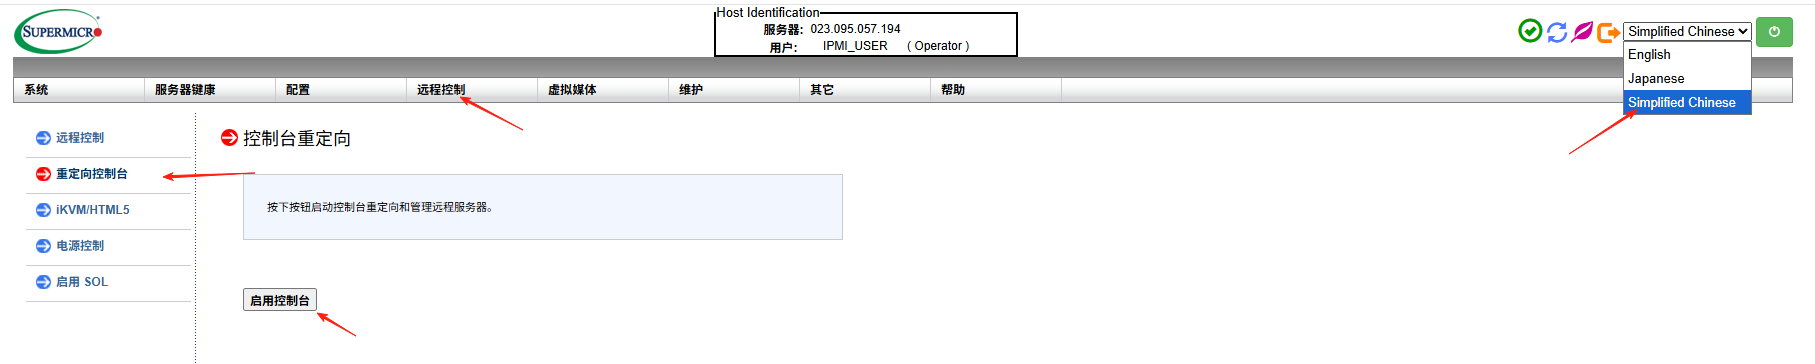 SUPERMICRO
Host Identification
服务器: 023.095.057.194
用户: IPMI_USER ( Operator )
Simplified Chinese
English
Japanese
Simplified Chinese
系统 服务器健康 配置 远程控制 虚拟媒体 维护 其它 帮助
远程控制
重定向控制台
iKVM/HTML5
电源控制
启用 SOL
控制台重定向
按下按钮启动控制台重定向和管理远程服务器。
启用控制台